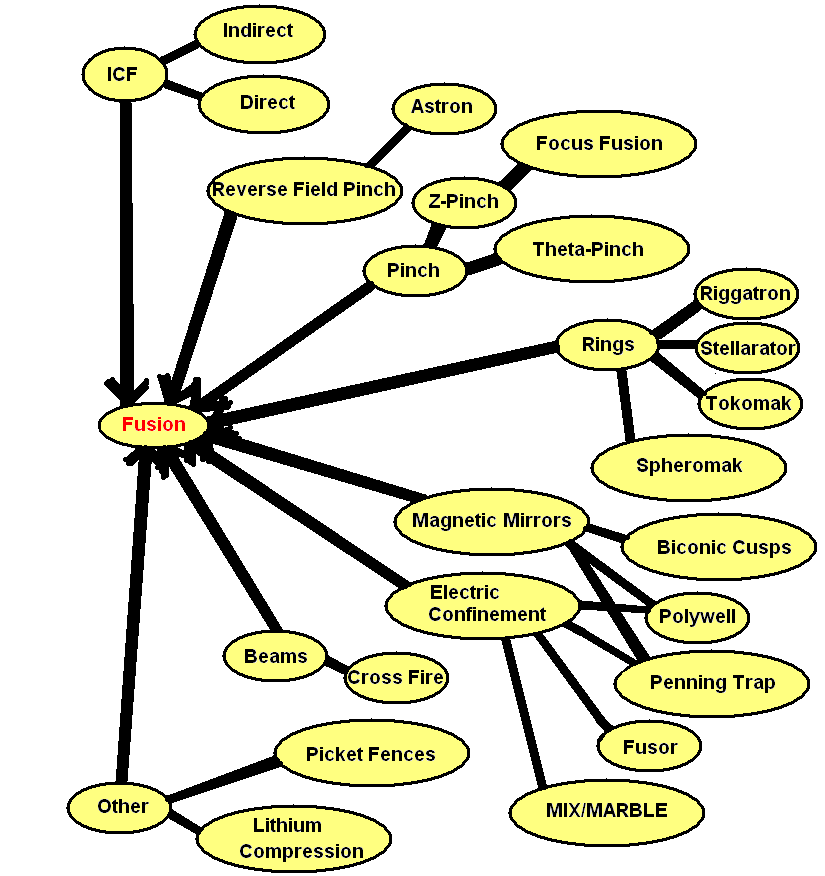 Indirect
ICF
Direct
Astron
Focus Fusion
Reverse Field Pinch
Z-Pinch
Theta-Pinch
Pinch
Riggatron
Rings
Stellarator
Tokomak
Fusion
Spheromak
Magnetic Mirrors
Biconic Cusps
Electric
Confinement
Polywell
Beams
Cross Fire
Penning Trap
Fusor
Picket Fences
Other
MIX/MARBLE
Lithium
Compression